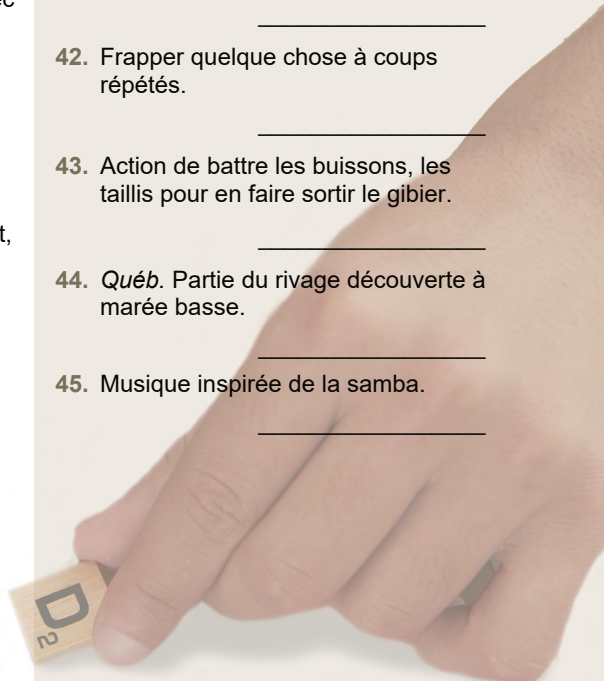 ec
t,
42. Frapper quelque chose à coups
répétés.
43. Action de battre les buissons, les
taillis pour en faire sortir le gibier.
44. Québ. Partie du rivage découverte à
marée basse.
45. Musique inspirée de la samba.
D2